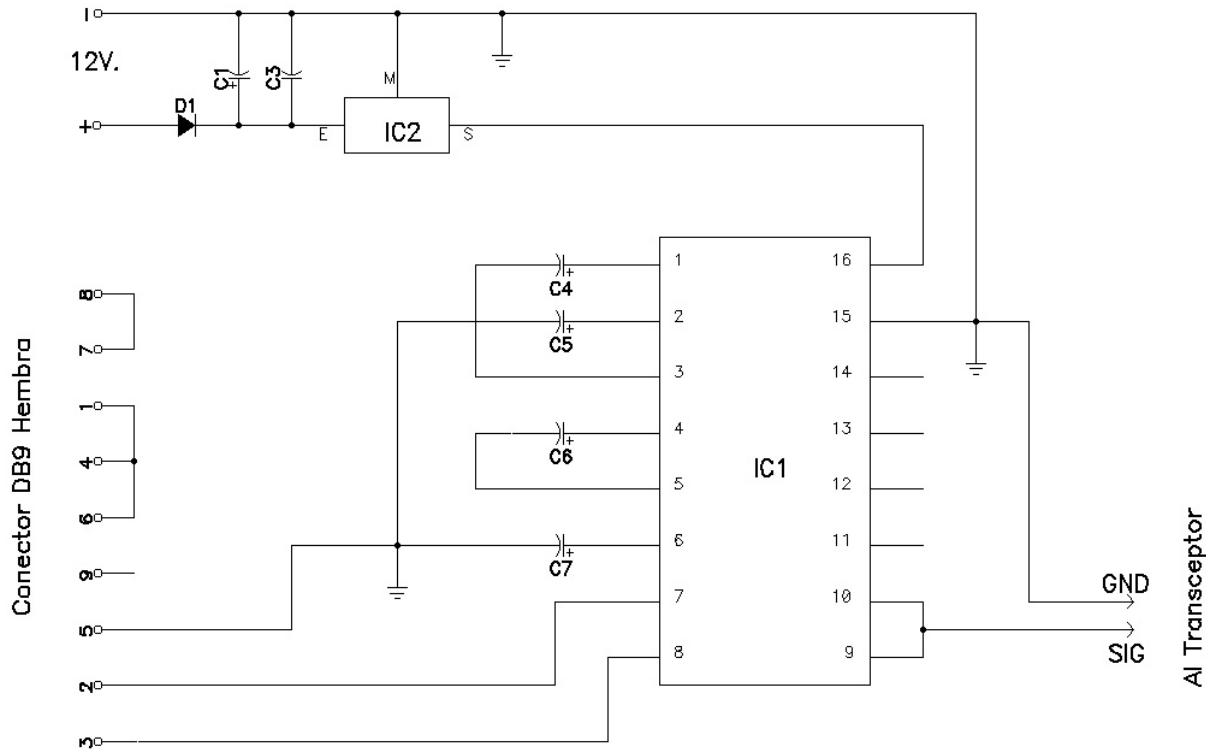 -
12V.
+
D1
C1
+
C3
M
E
IC2
S
Conector DB9 Hembra
8
7
1
4
6
9
5
2
3
C4
+
C5
+
C6
+
C7
+
1
2
3
4
5
6
7
8
IC1
16
15
14
13
12
11
10
9
GND
SIG
Al Transceptor